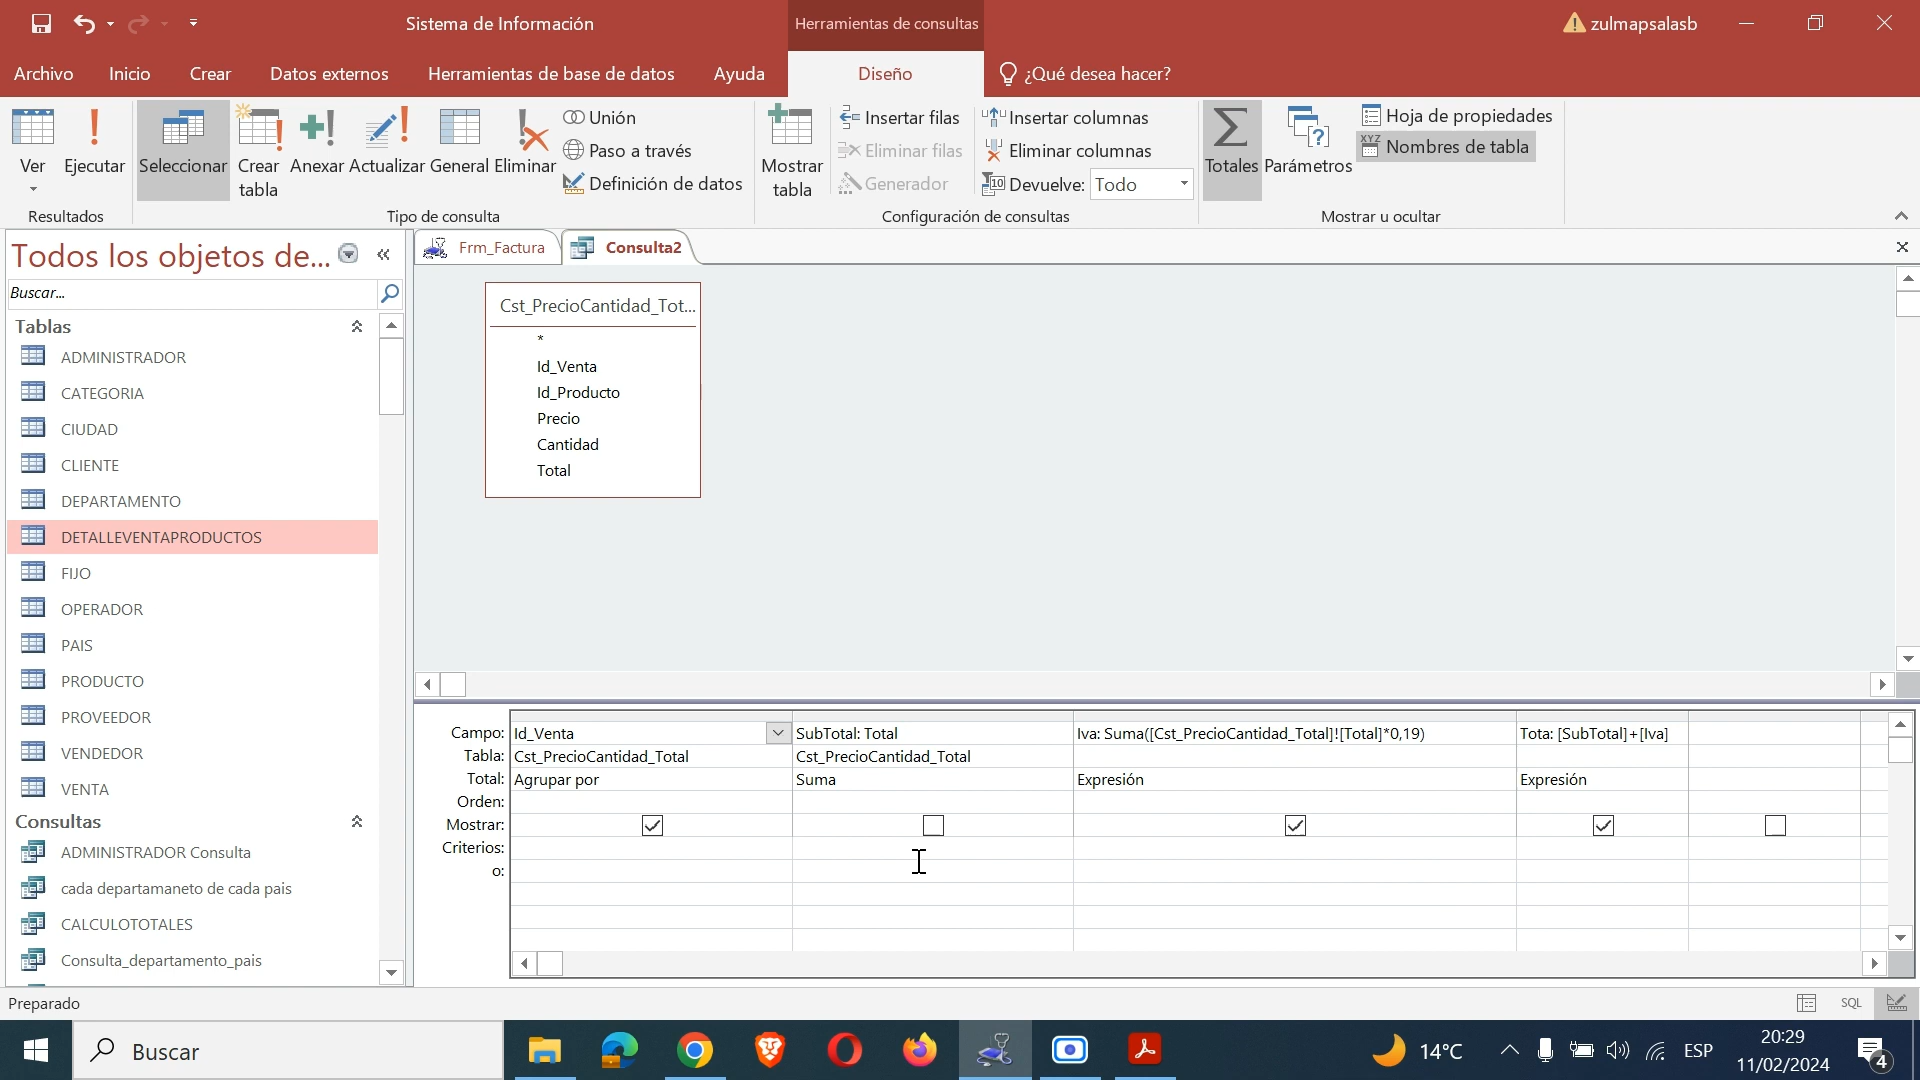 Sistema de Información
Herramientas de consultas
zulmapsalasb
Archivo
Inicio
Crear
Datos externos
Herramientas de base de datos
Ayuda
Diseño
¿Qué desea hacer?
Ver
Ejecutar
Resultados
Seleccionar
Crear
tabla
Anexar
Actualizar
General
Eliminar
Unión
Paso a través
Definición de datos
Tipo de consulta
Mostrar
tabla
Insertar filas
Eliminar filas
Generador
Insertar columnas
Eliminar columnas
Devuelve: Todo
Configuración de consultas
Totales
Parámetros
Hoja de propiedades
XYZ Nombres de tabla
Mostrar u ocultar
Todos los objetos de...
Buscar...
Tablas
ADMINISTRADOR
CATEGORIA
CIUDAD
CLIENTE
DEPARTAMENTO
DETALLEVENTAPRODUCTOS
FIJO
OPERADOR
PAIS
PRODUCTO
PROVEEDOR
VENDEDOR
VENTA
Consultas
ADMINISTRADOR Consulta
cada departamaneto de cada pais
CALCULOTOTALES
Consulta_departamento_pais
Frm_Factura
Consulta2
Cst_PrecioCantidad_Tot...
*
Id_Venta
Id_Producto
Precio
Cantidad
Total
Campo: Id_Venta SubTotal: Total Iva: Suma([Cst_PrecioCantidad_Total]![Total]*0,19) Tota: [SubTotal]+[Iva]
Tabla: Cst_PrecioCantidad_Total Cst_PrecioCantidad_Total
Total: Agrupar por Suma Expresión Expresión
Orden:
Mostrar:
Criterios:
o:
Preparado
SQL
Buscar
14°C
ESP
20:29
11/02/2024
4